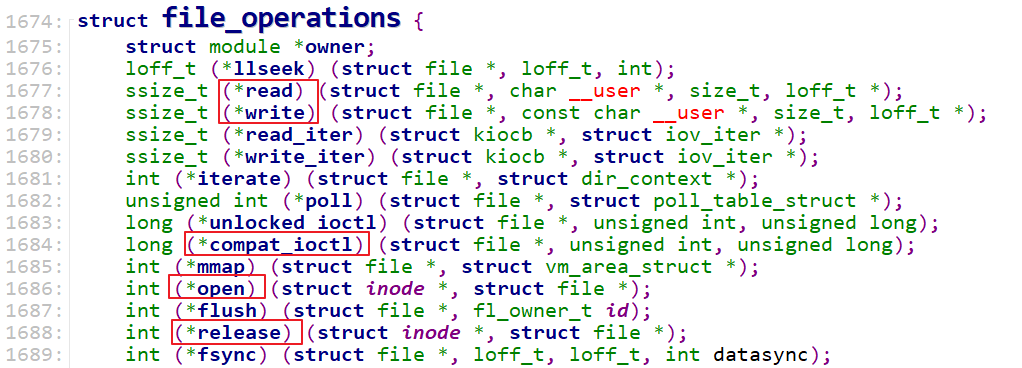 1674: struct file_operations {
1675: struct module *owner;
1676: loff_t (*llseek) (struct file *, loff_t, int);
1677: ssize_t (*read) (struct file *, char __user *, size_t, loff_t *);
1678: ssize_t (*write) (struct file *, const char __user *, size_t, loff_t *);
1679: ssize_t (*read_iter) (struct kiocb *, struct iov_iter *);
1680: ssize_t (*write_iter) (struct kiocb *, struct iov_iter *);
1681: int (*iterate) (struct file *, struct dir_context *);
1682: unsigned int (*poll) (struct file *, struct poll_table_struct *);
1683: long (*unlocked_ioctl) (struct file *, unsigned int, unsigned long);
1684: long (*compat_ioctl) (struct file *, unsigned int, unsigned long);
1685: int (*mmap) (struct file *, struct vm_area_struct *);
1686: int (*open) (struct inode *, struct file *);
1687: int (*flush) (struct file *, fl_owner_t id);
1688: int (*release) (struct inode *, struct file *);
1689: int (*fsync) (struct file *, loff_t, loff_t, int datasync);